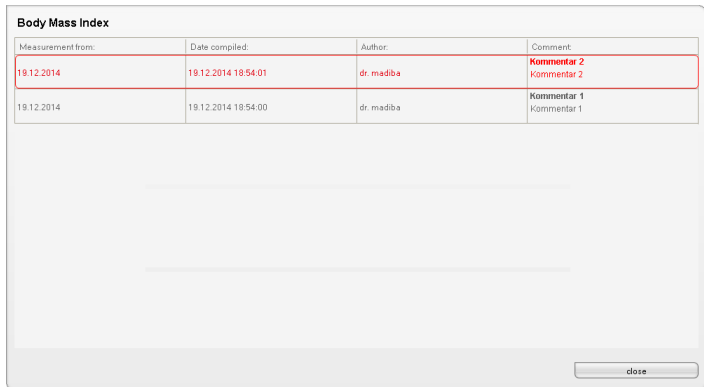 Body Mass Index
Measurement from: Date compiled: Author: Comment:
Kommentar 2
19.12.2014 19.12.2014 18:54:01 dr. madiba Kommentar 2
Kommentar 1
19.12.2014 19.12.2014 18:54:00 dr. madiba Kommentar 1
close